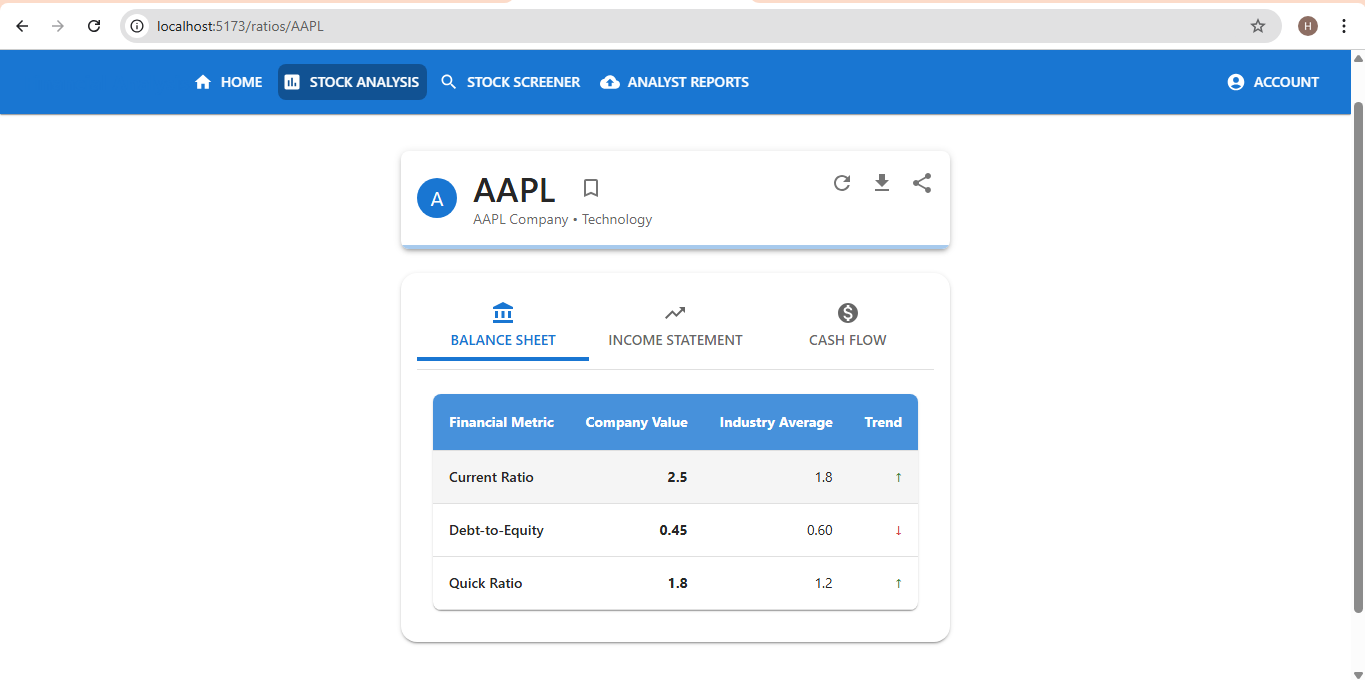 localhost:5173/ratios/AAPL
H
HOME
STOCK ANALYSIS
STOCK SCREENER
ANALYST REPORTS
ACCOUNT
A
AAPL
AAPL Company • Technology
BALANCE SHEET
INCOME STATEMENT
CASH FLOW
Financial Metric Company Value Industry Average Trend
Current Ratio 2.5 1.8 ↑
Debt-to-Equity 0.45 0.60 ↓
Quick Ratio 1.8 1.2 ↑